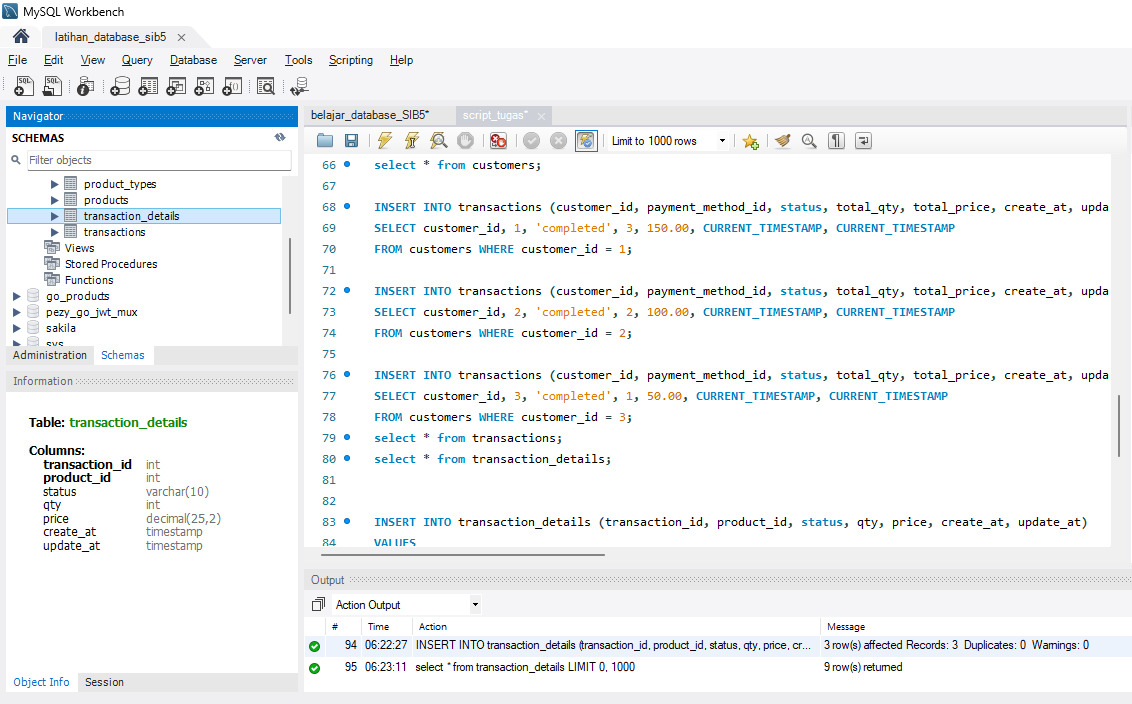 MySQL Workbench
latihan_database_sib5
File Edit View Query Database Server Tools Scripting Help
Navigator
SCHEMAS
Filter objects
product_types
products
transaction_details
transactions
Views
Stored Procedures
Functions
go_products
pezy_go_jwt_mux
sakila
sys
Administration Schemas
Information
Table: transaction_details
Columns:
transaction_id int
product_id int
status varchar(10)
qty int
price decimal(25,2)
create_at timestamp
update_at timestamp
Object Info Session
belajar_database_SIB5* script_tugas*
Limit to 1000 rows
66 select * from customers;
67
68 INSERT INTO transactions (customer_id, payment_method_id, status, total_qty, total_price, create_at, upda
69 SELECT customer_id, 1, 'completed', 3, 150.00, CURRENT_TIMESTAMP, CURRENT_TIMESTAMP
70 FROM customers WHERE customer_id = 1;
71
72 INSERT INTO transactions (customer_id, payment_method_id, status, total_qty, total_price, create_at, upda
73 SELECT customer_id, 2, 'completed', 2, 100.00, CURRENT_TIMESTAMP, CURRENT_TIMESTAMP
74 FROM customers WHERE customer_id = 2;
75
76 INSERT INTO transactions (customer_id, payment_method_id, status, total_qty, total_price, create_at, upda
77 SELECT customer_id, 3, 'completed', 1, 50.00, CURRENT_TIMESTAMP, CURRENT_TIMESTAMP
78 FROM customers WHERE customer_id = 3;
79 select * from transactions;
80 select * from transaction_details;
81
82
83 INSERT INTO transaction_details (transaction_id, product_id, status, qty, price, create_at, update_at)
84 VALUES
Output
Action Output
# Time Action Message
94 06:22:27 INSERT INTO transaction_details (transaction_id, product_id, status, qty, price, cr... 3 row(s) affected Records: 3 Duplicates: 0 Warnings: 0
95 06:23:11 select * from transaction_details LIMIT 0, 1000 9 row(s) returned